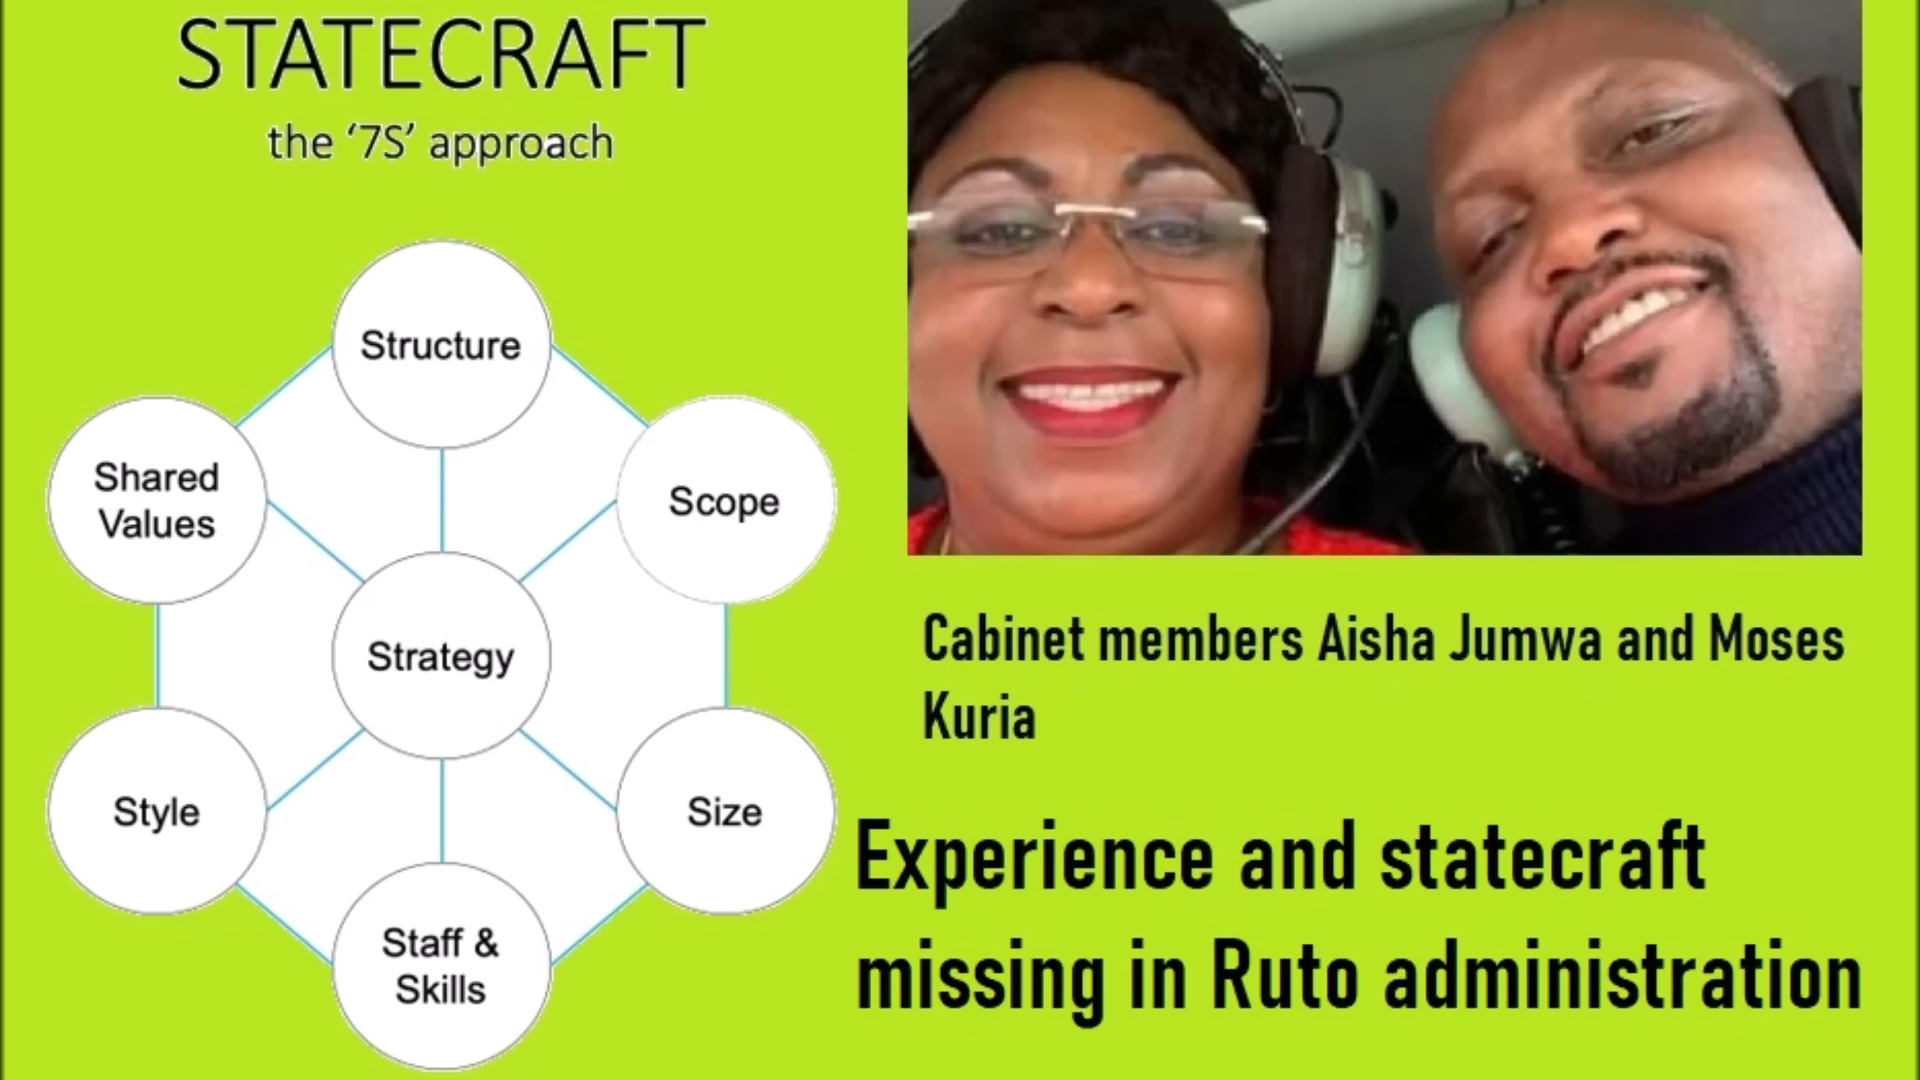 STATECRAFT
the ‘7S’ approach
Structure
Shared
Values
Scope
Strategy
Style
Size
Staff &
Skills
Cabinet members Aisha Jumwa and Moses
Kuria
Experience and statecraft
missing in Ruto administration